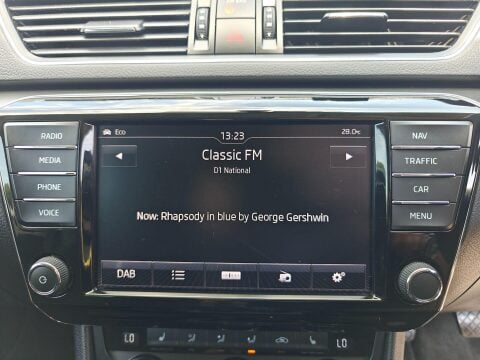 RADIO
MEDIA
PHONE
VOICE
Eco
13:23
28.0°C
Classic FM
D1 National
Now: Rhapsody in blue by George Gershwin
DAB
NAV
TRAFFIC
CAR
MENU
LO
LO